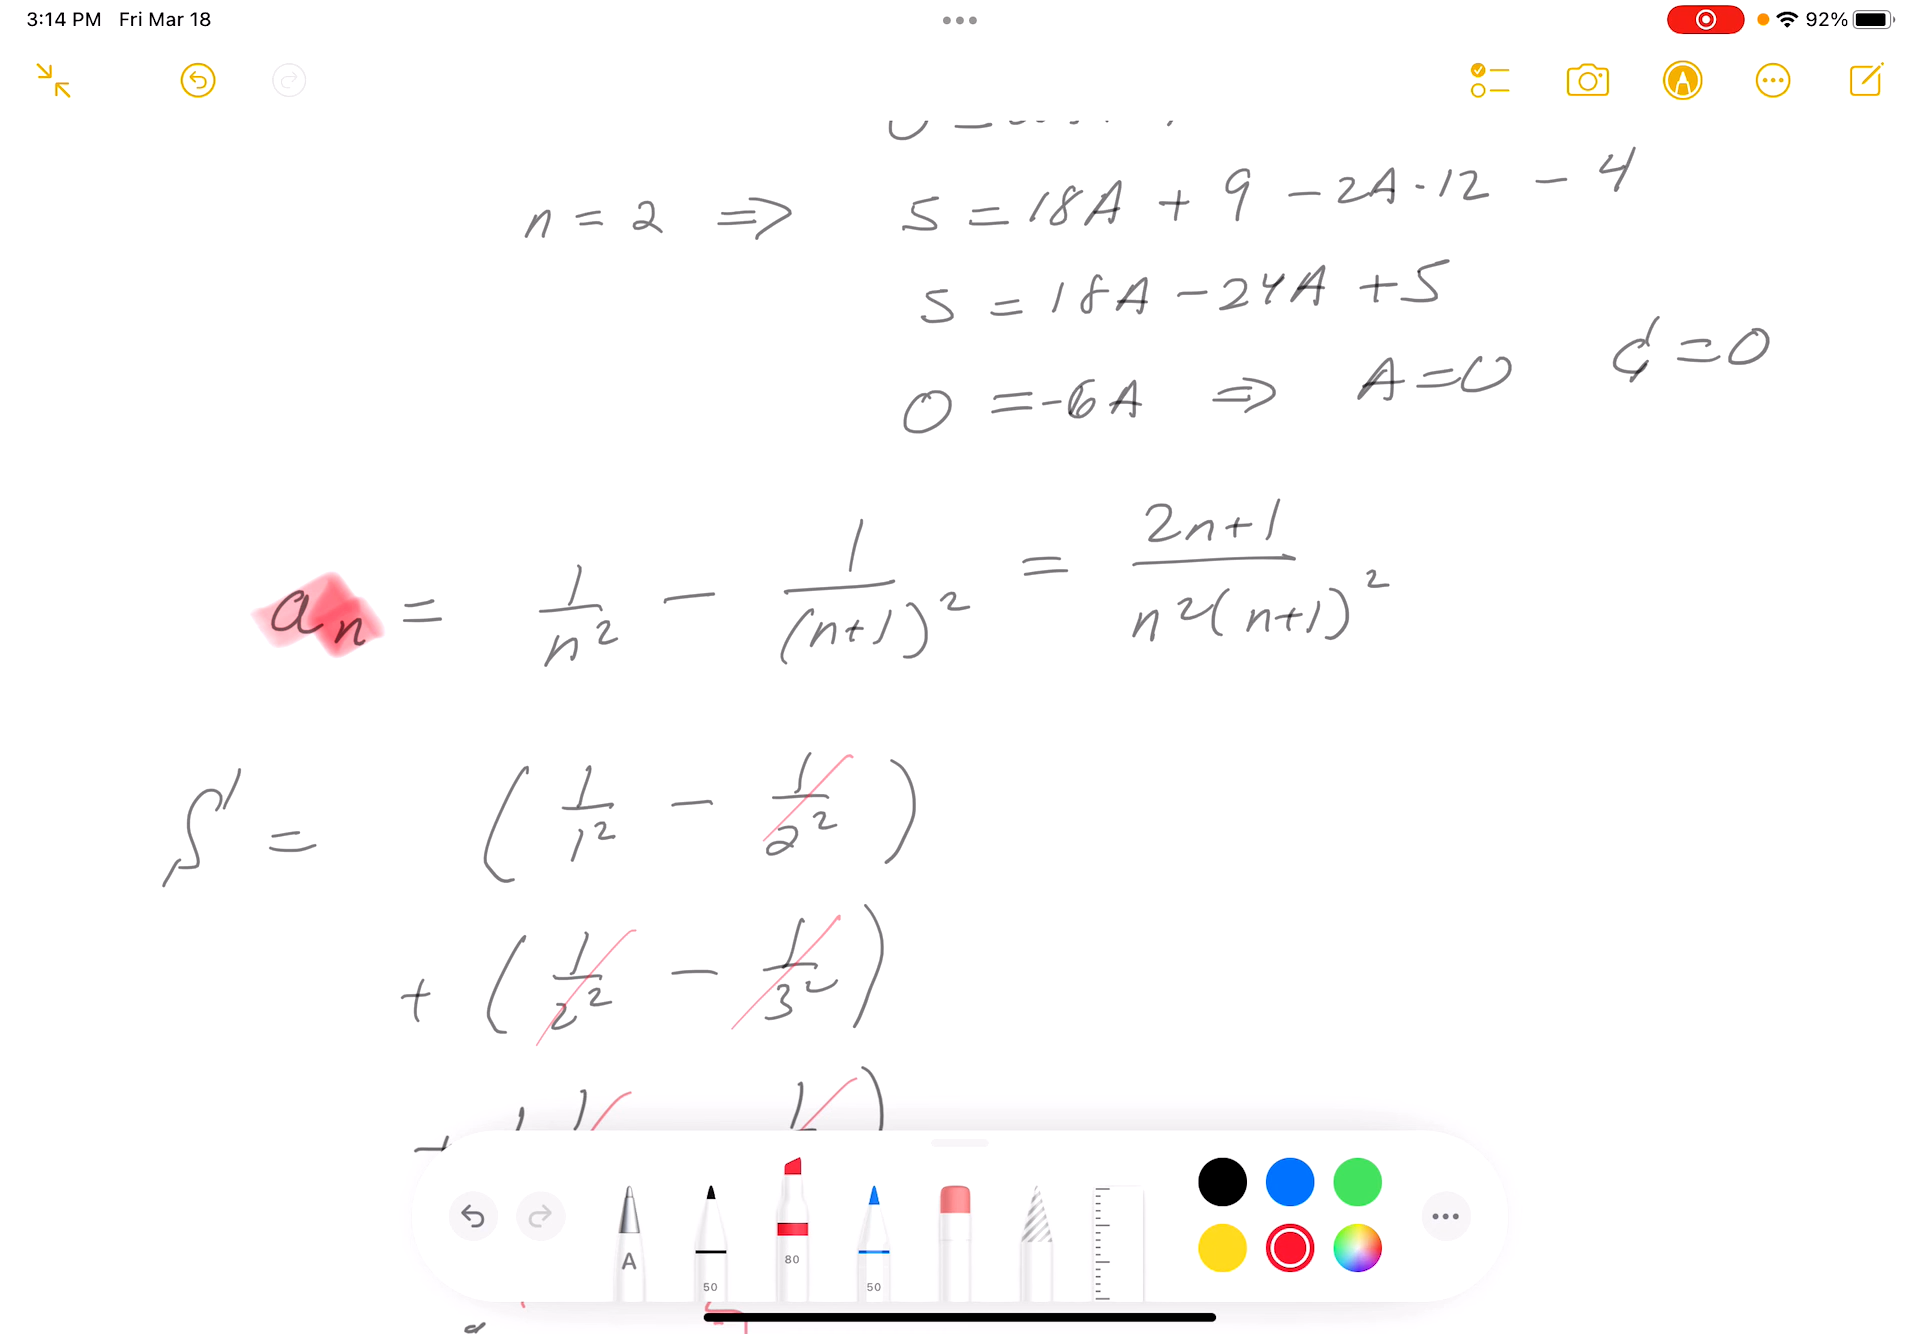 3:14 PM Fri Mar 18 92%
n = 2 ⇒ 5 = 18A + 9 - 2A·12 - 4
5 = 18A - 24A + 5
0 = -6A ⇒ A = 0 ¢ = 0
a_n = 1/n² - 1/(n+1)² = 2n+1/n²(n+1)²
S = (1/1² - 1/2²)
+ (1/2² - 1/3²)
A 50 80 50